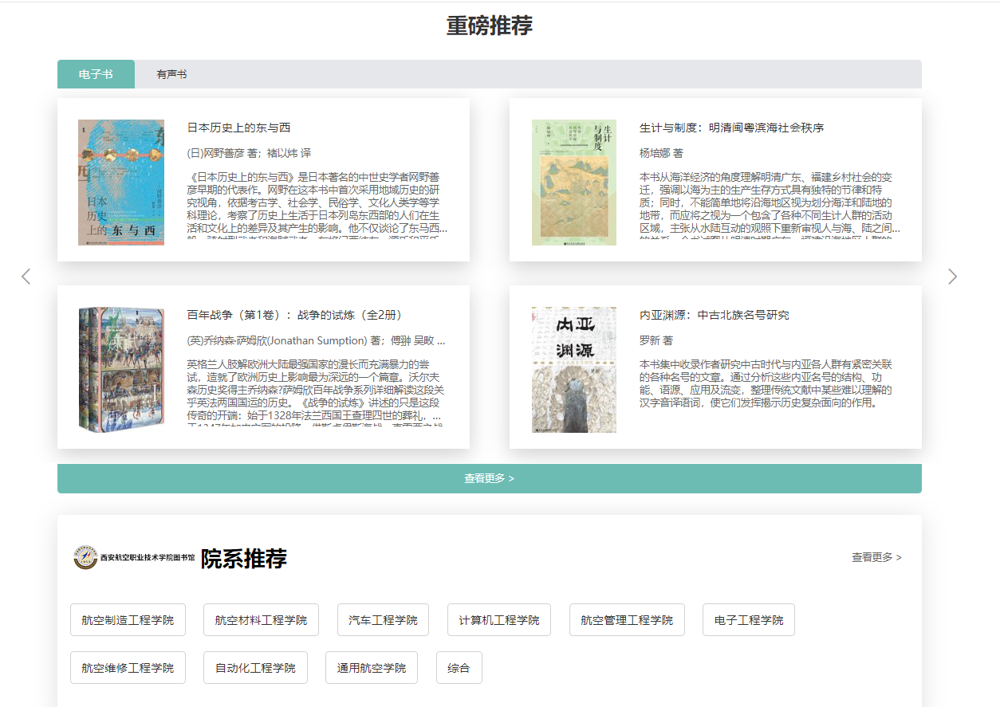 重磅推荐
电子书
有声书
日本历史上的东与西
(日)网野善彦 著；褚以炜 译
《日本历史上的东与西》是日本著名的中世史学者网野善
彦早期的代表作。网野在这本书中首次采用地域历史的研
究视角，依据考古学、社会学、民俗学、文化人类学等学
科理论，考察了历史上生活于日本列岛东西部的人们在生
活和文化上的差异及其产生的影响。他不仅谈论了东马西...
生计与制度：明清闽粤滨海社会秩序
杨培娜 著
本书从海洋经济的角度理解明清广东、福建乡村社会的变
迁，强调以海为主的生产生存方式具有独特的节律和特
质；同时，不能简单地将沿海地区视为划分海洋和陆地的
地带，而应将之视为一个包含了各种不同生计人群的活动
区域，主张从水陆互动的观照下重新审视人与海、陆之间...
百年战争（第1卷）：战争的试炼（全2册）
(英)乔纳森·萨姆欣(Jonathan Sumption) 著；傅翀 吴畋 ...
英格兰人肢解欧洲大陆最强国家的漫长而充满暴力的尝
试，造就了欧洲历史上影响最为深远的一个篇章。沃尔夫
森历史奖得主乔纳森?萨姆欣百年战争系列详细解读这段关
乎英法两国国运的历史。《战争的试炼》讲述的只是这段
传奇的开端：始于1328年法兰西国王查理四世的葬礼，...
内亚渊源：中古北族名号研究
罗新 著
本书集中收录作者研究中古时代与内亚各人群有紧密关联
的各种名号的文章。通过分析这些内亚名号的结构、功
能、语源、应用及流变，整理传统文献中某些难以理解的
汉字音译语词，使它们发挥揭示历史复杂面向的作用。
日本
历史
上的 东与西
生计
与制度
内亚
渊源
查看更多 >
西安航空职业技术学院图书馆 院系推荐
查看更多 >
航空制造工程学院
航空材料工程学院
汽车工程学院
计算机工程学院
航空管理工程学院
电子工程学院
航空维修工程学院
自动化工程学院
通用航空学院
综合